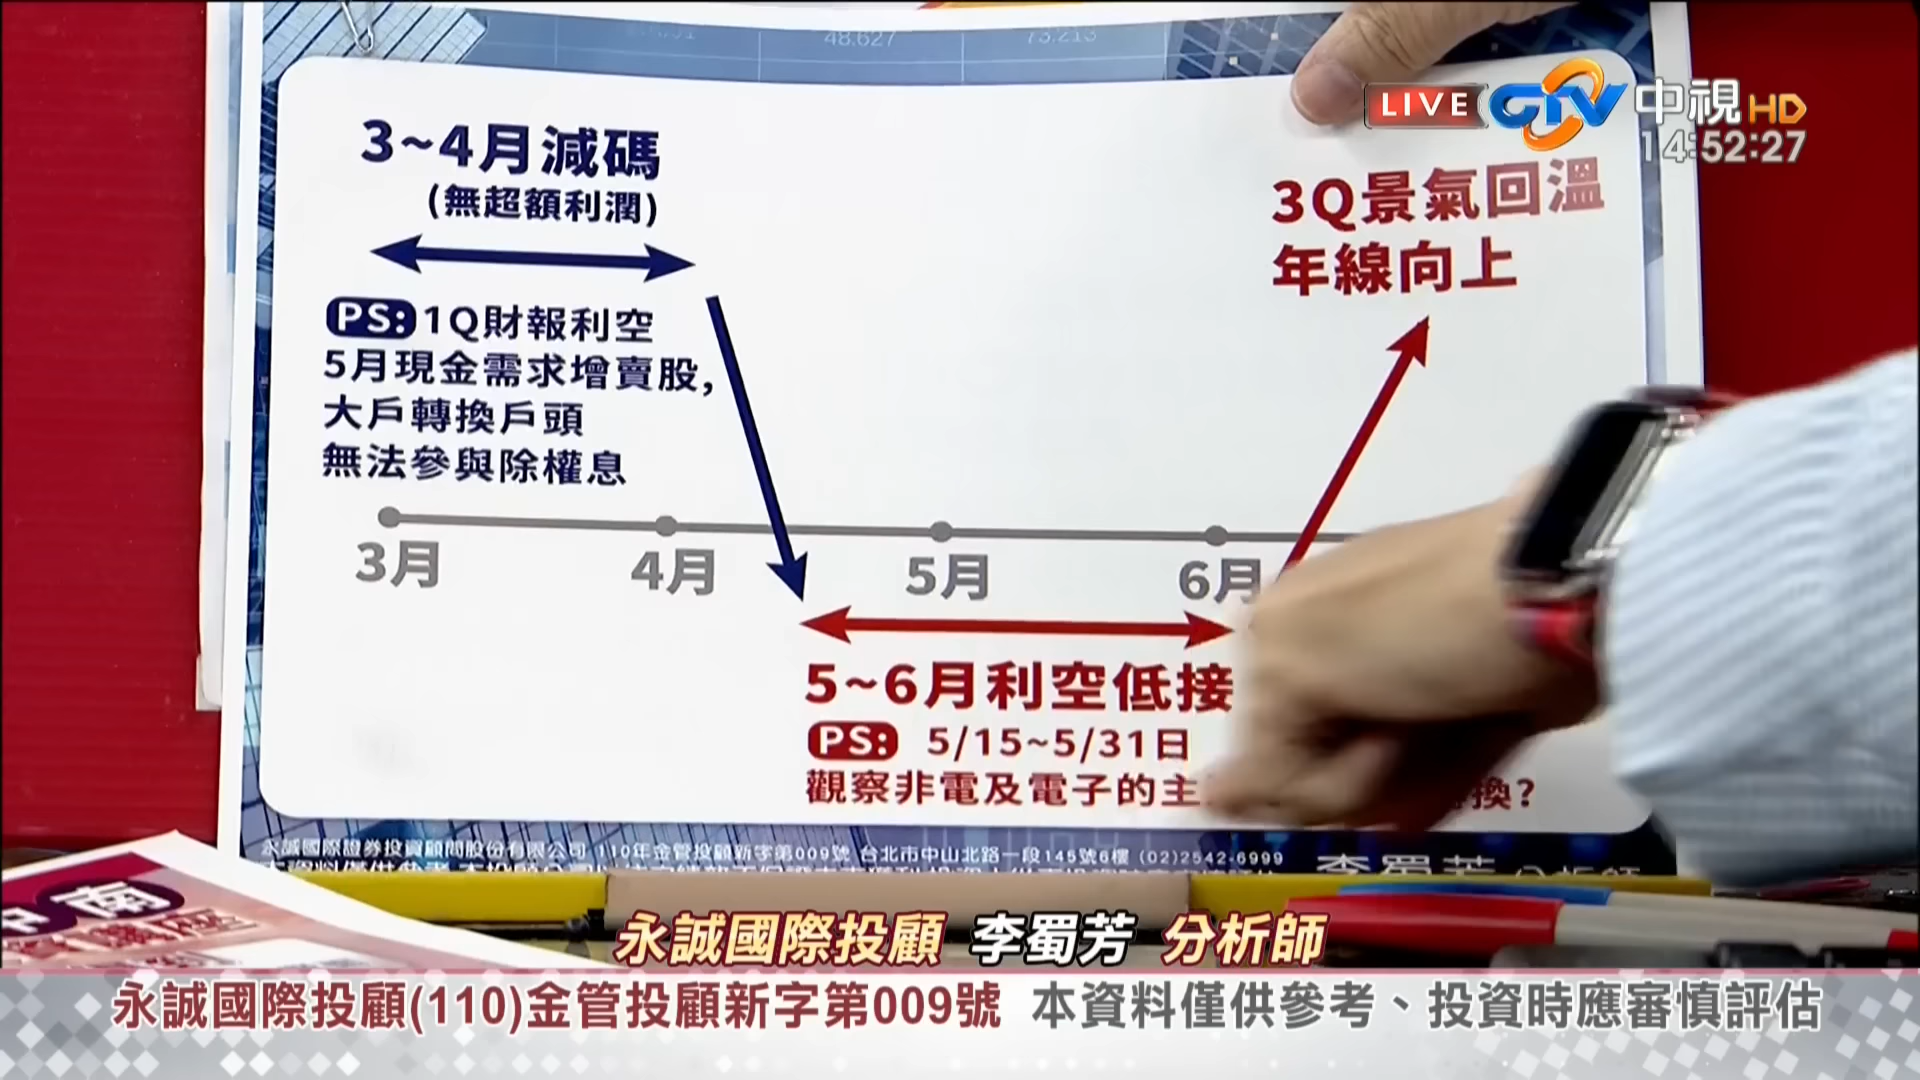 48.627
73.213
LIVE CTV 中視HD
14:52:27
3~4月減碼
(無超額利潤)
PS: 1Q財報利空
5月現金需求增賣股,
大戶轉換戶頭
無法參與除權息
3Q景氣回溫
年線向上
3月
4月
5月
6月
5~6月利空低接
PS: 5/15~5/31日
觀察非電及電子的主
換?
永誠國際證券投資顧問股份有限公司 110年金管投顧新字第009號 台北市中山北路一段145號6樓 (02)2542-6999
李蜀芳 分析師
南
永誠國際投顧 李蜀芳 分析師
永誠國際投顧(110)金管投顧新字第009號 本資料僅供參考、投資時應審慎評估